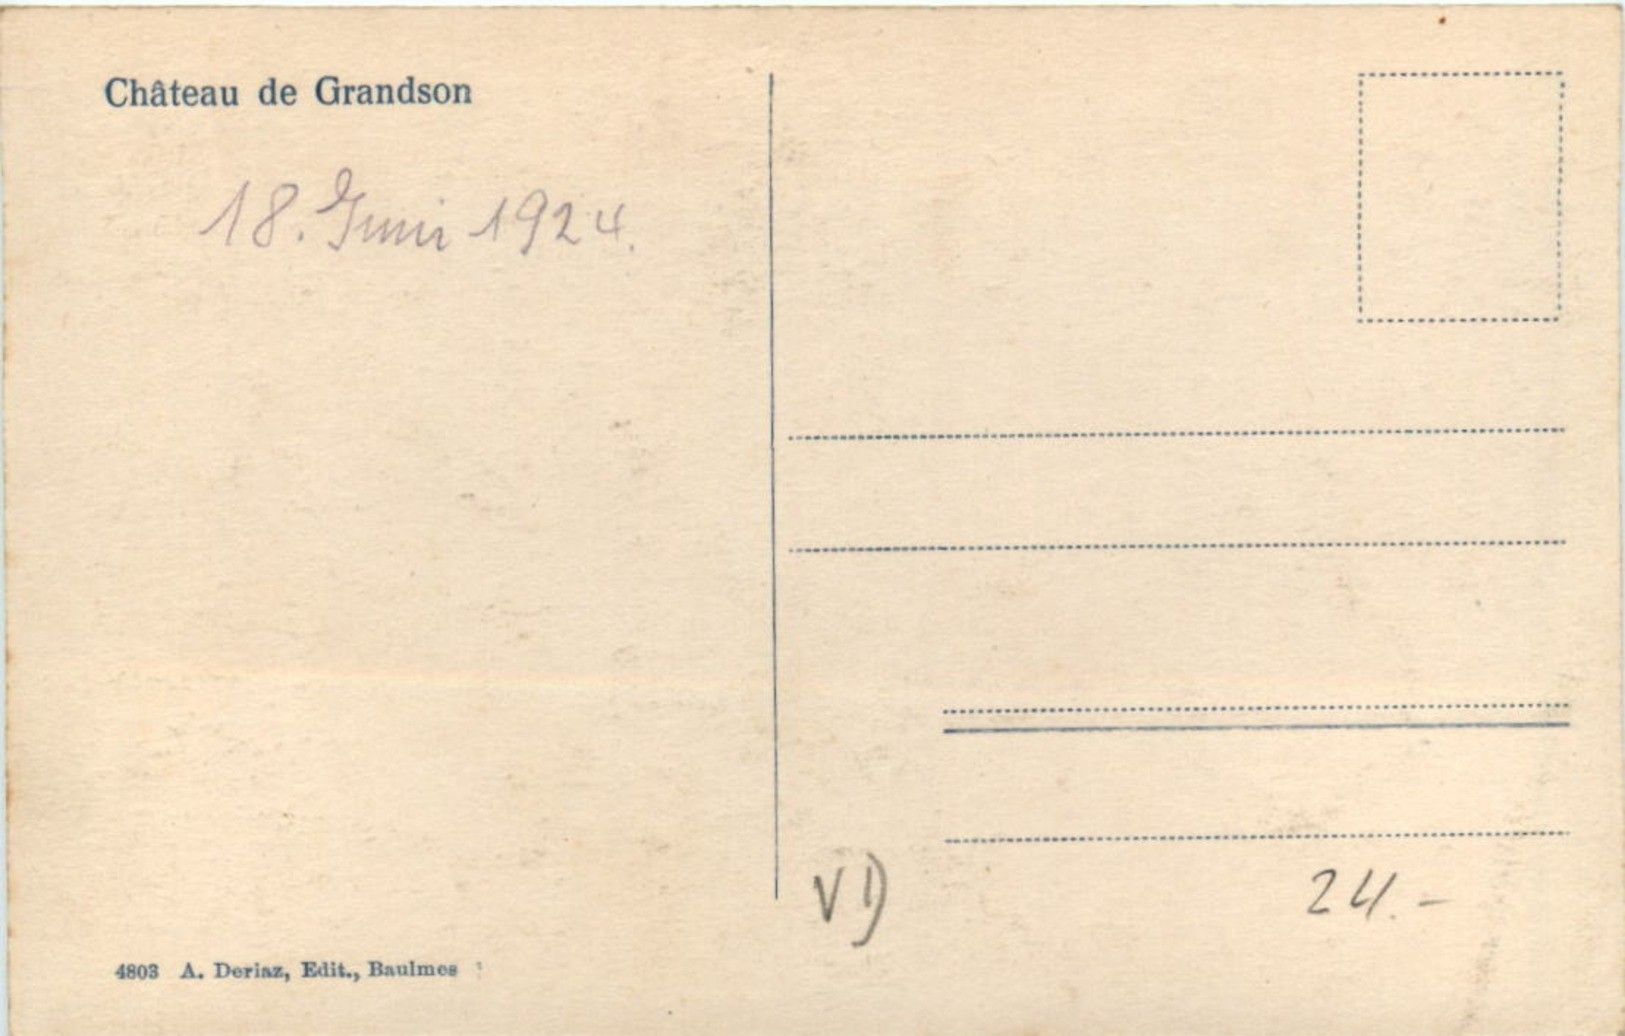 Château de Grandson
18. Juni 1924.
VD
24.-
4803 A. Deriaz, Edit., Baulmes